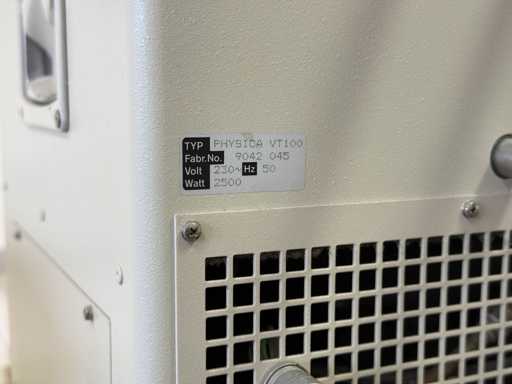 TYP PHYSICA VT100
Fabr.No. 9042 045
Volt 230~ Hz 50
Watt 2500